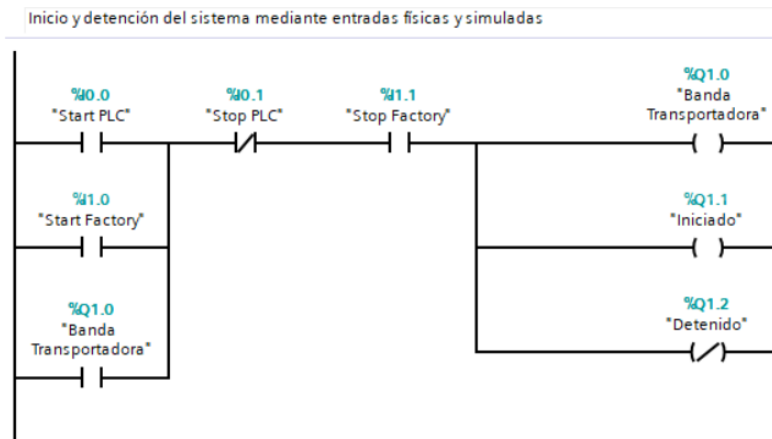 Inicio y detención del sistema mediante entradas físicas y simuladas
%I0.0
"Start PLC"
%I0.1
"Stop PLC"
%I1.1
"Stop Factory"
%Q1.0
"Banda
Transportadora"
%I1.0
"Start Factory"
%Q1.1
"Iniciado"
%Q1.0
"Banda
Transportadora"
%Q1.2
"Detenido"